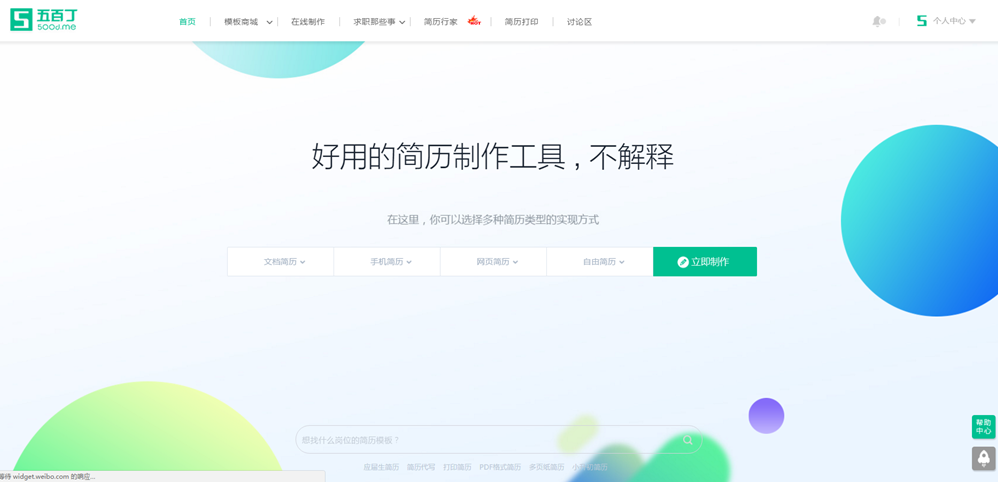 五百丁
500d.me
首页 模板商城 在线制作 求职那些事 简历行家 HOT 简历打印 讨论区 个人中心
好用的简历制作工具,不解释
在这里,你可以选择多种简历类型的实现方式
文档简历 手机简历 网页简历 自由简历 立即制作
帮助
中心
想找什么岗位的简历模板?
应届生简历 简历代写 打印简历 PDF格式简历 多页纸简历
等待 widget.weibo.com 的响应...